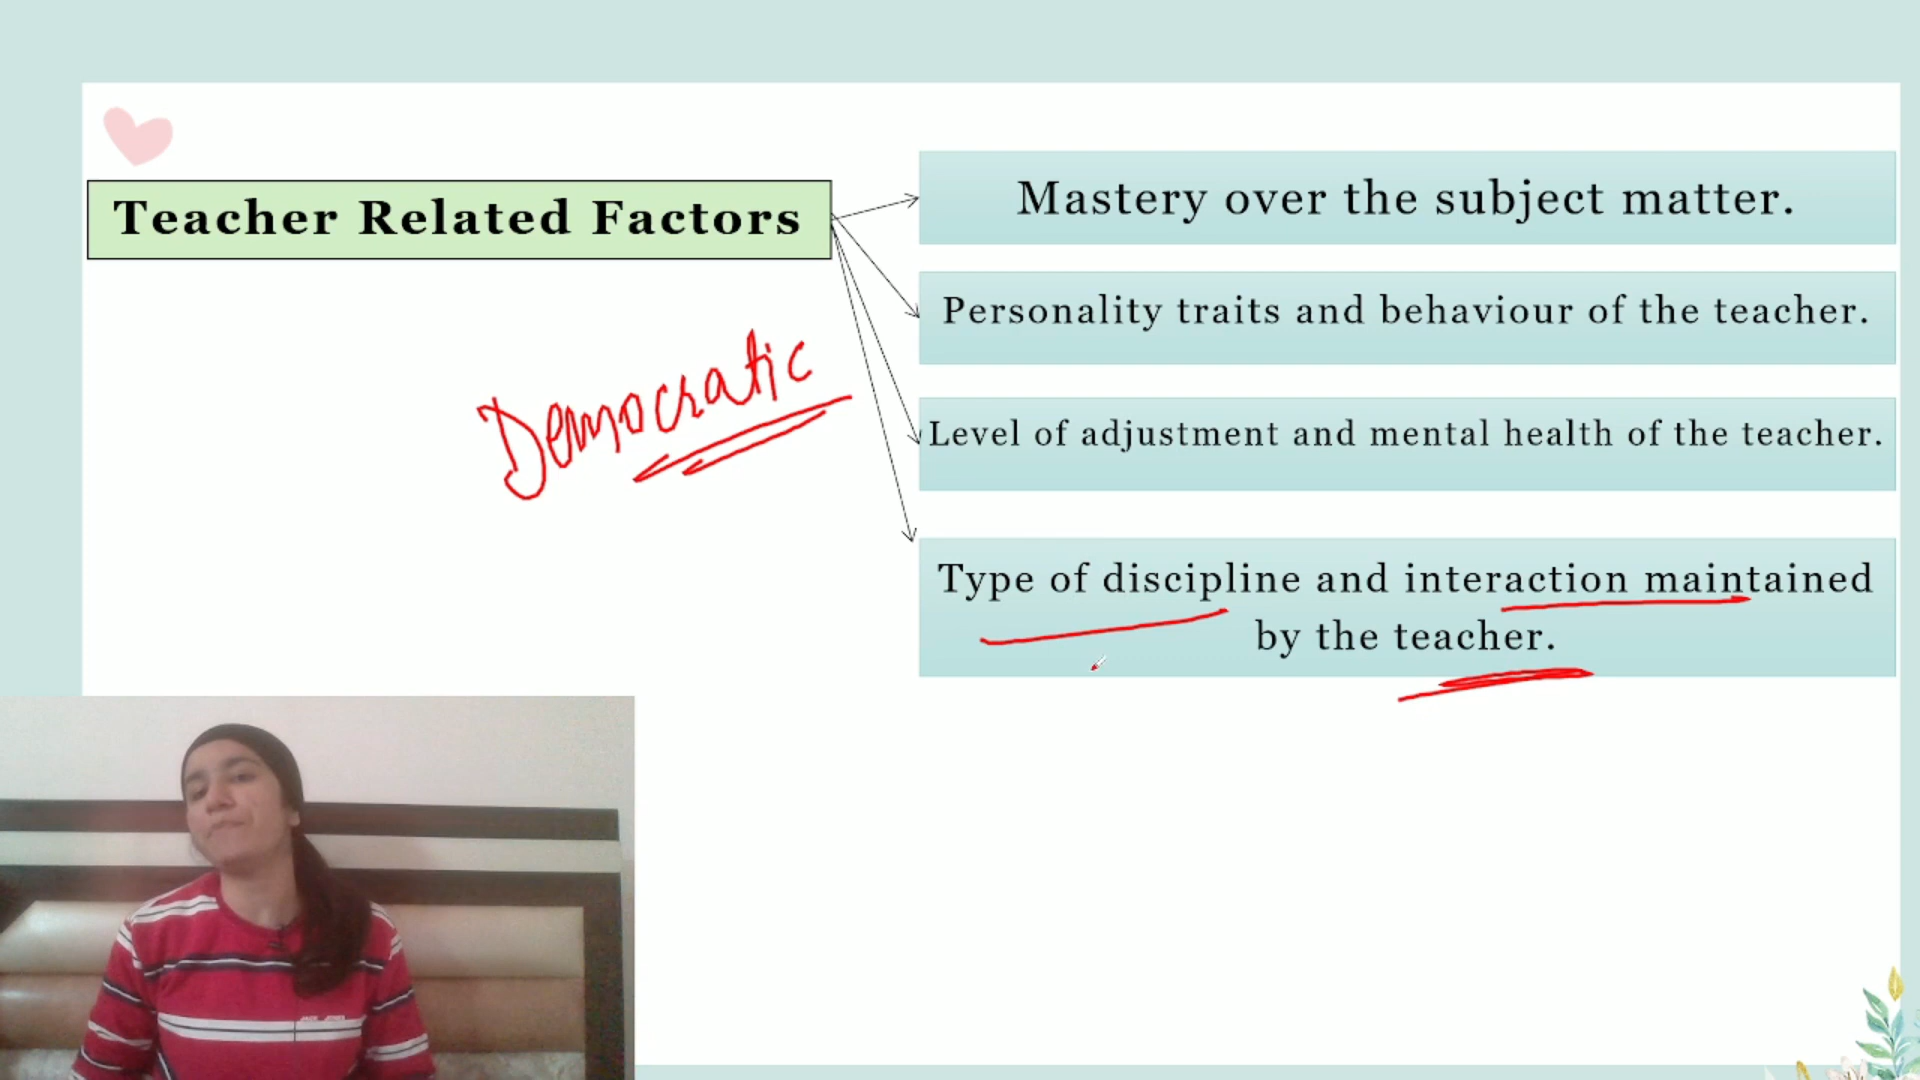 Teacher Related Factors
Mastery over the subject matter.
Personality traits and behaviour of the teacher.
Democratic
Level of adjustment and mental health of the teacher.
Type of discipline and interaction maintained
by the teacher.